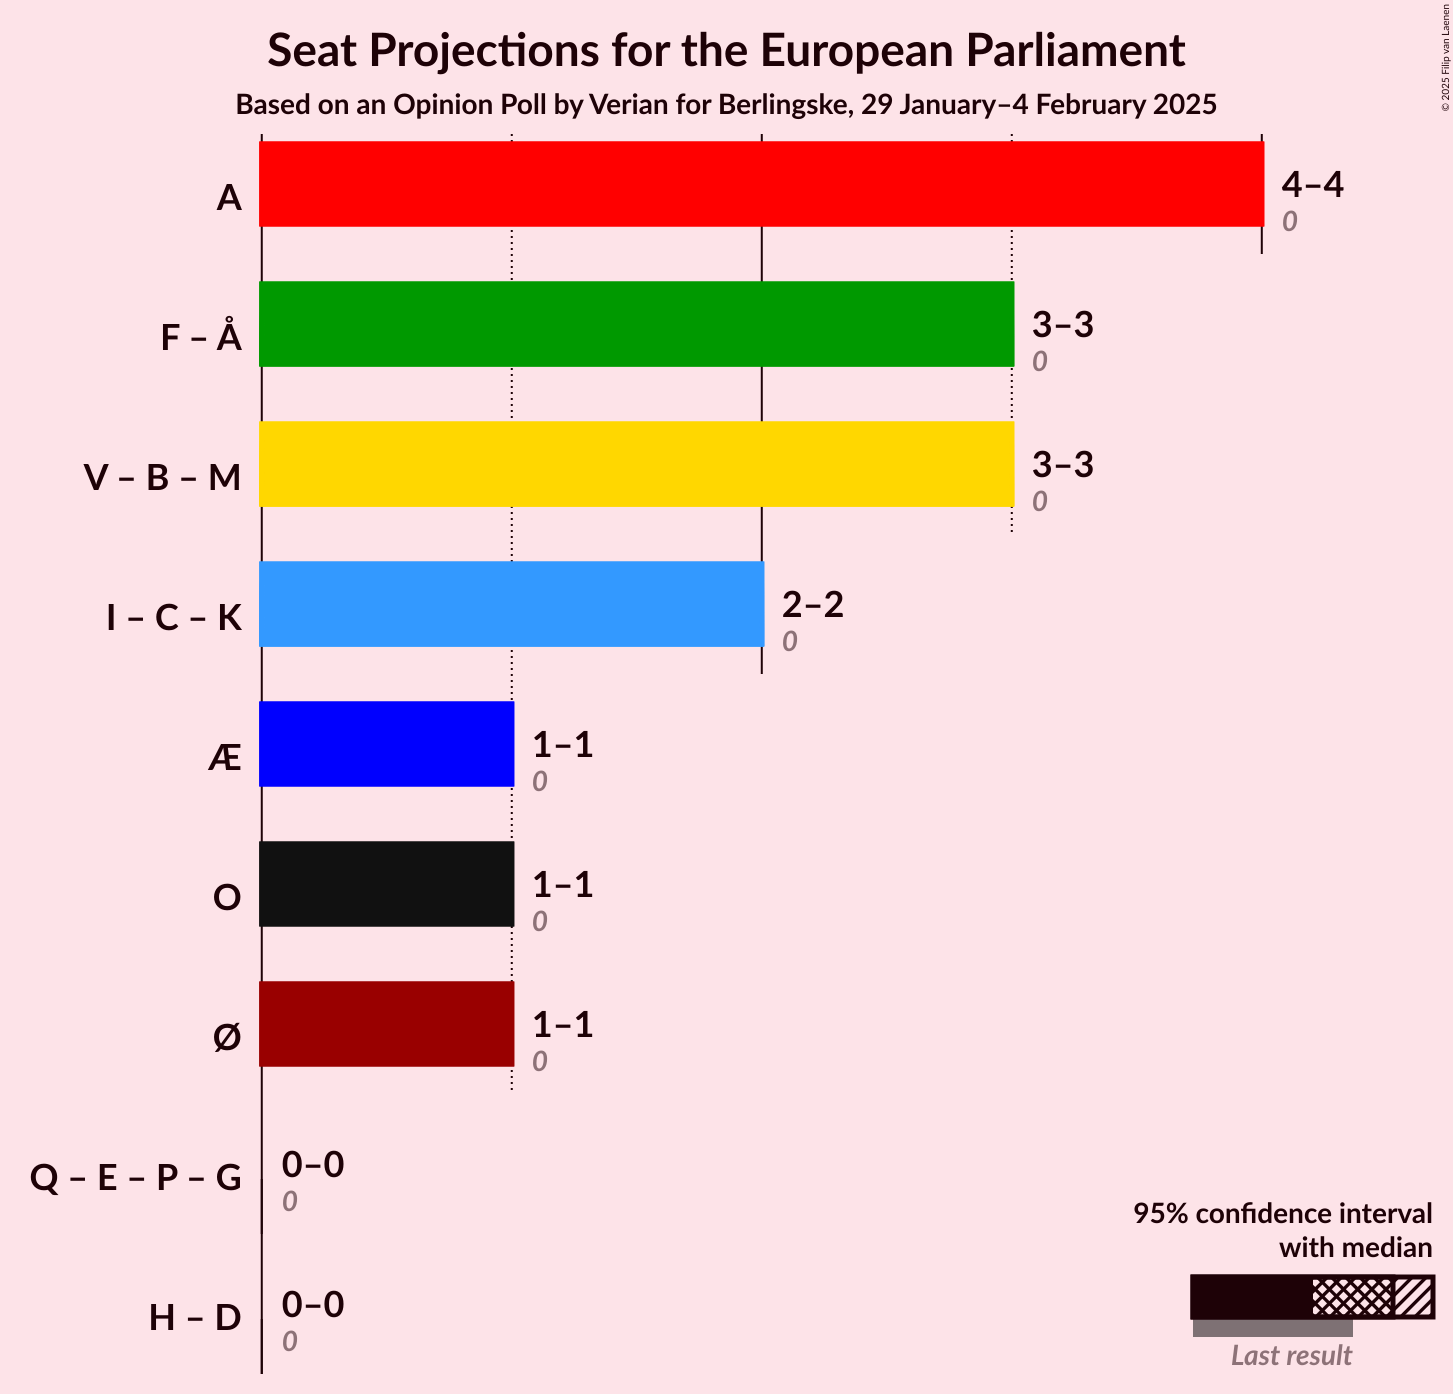 Seat Projections for the European Parliament
Based on an Opinion Poll by Verian for Berlingske, 29 January–4 February 2025
© 2025 Filip van Laenen
A
4–4
0
F – Å
3–3
0
V – B – M
3–3
0
I – C – K
2–2
0
Æ
1–1
0
O
1–1
0
Ø
1–1
0
Q – E – P – G
0–0
0
H – D
0–0
0
95% confidence interval
with median
Last result